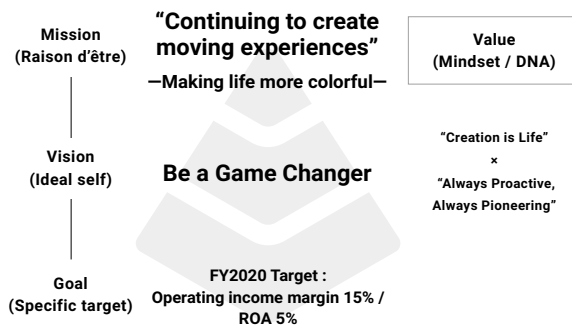 Mission
(Raison d’être)
“Continuing to create
moving experiences”
—Making life more colorful—
Value
(Mindset / DNA)
Vision
(Ideal self)
Be a Game Changer
“Creation is Life”
×
“Always Proactive,
Always Pioneering”
Goal
(Specific target)
FY2020 Target :
Operating income margin 15% /
ROA 5%